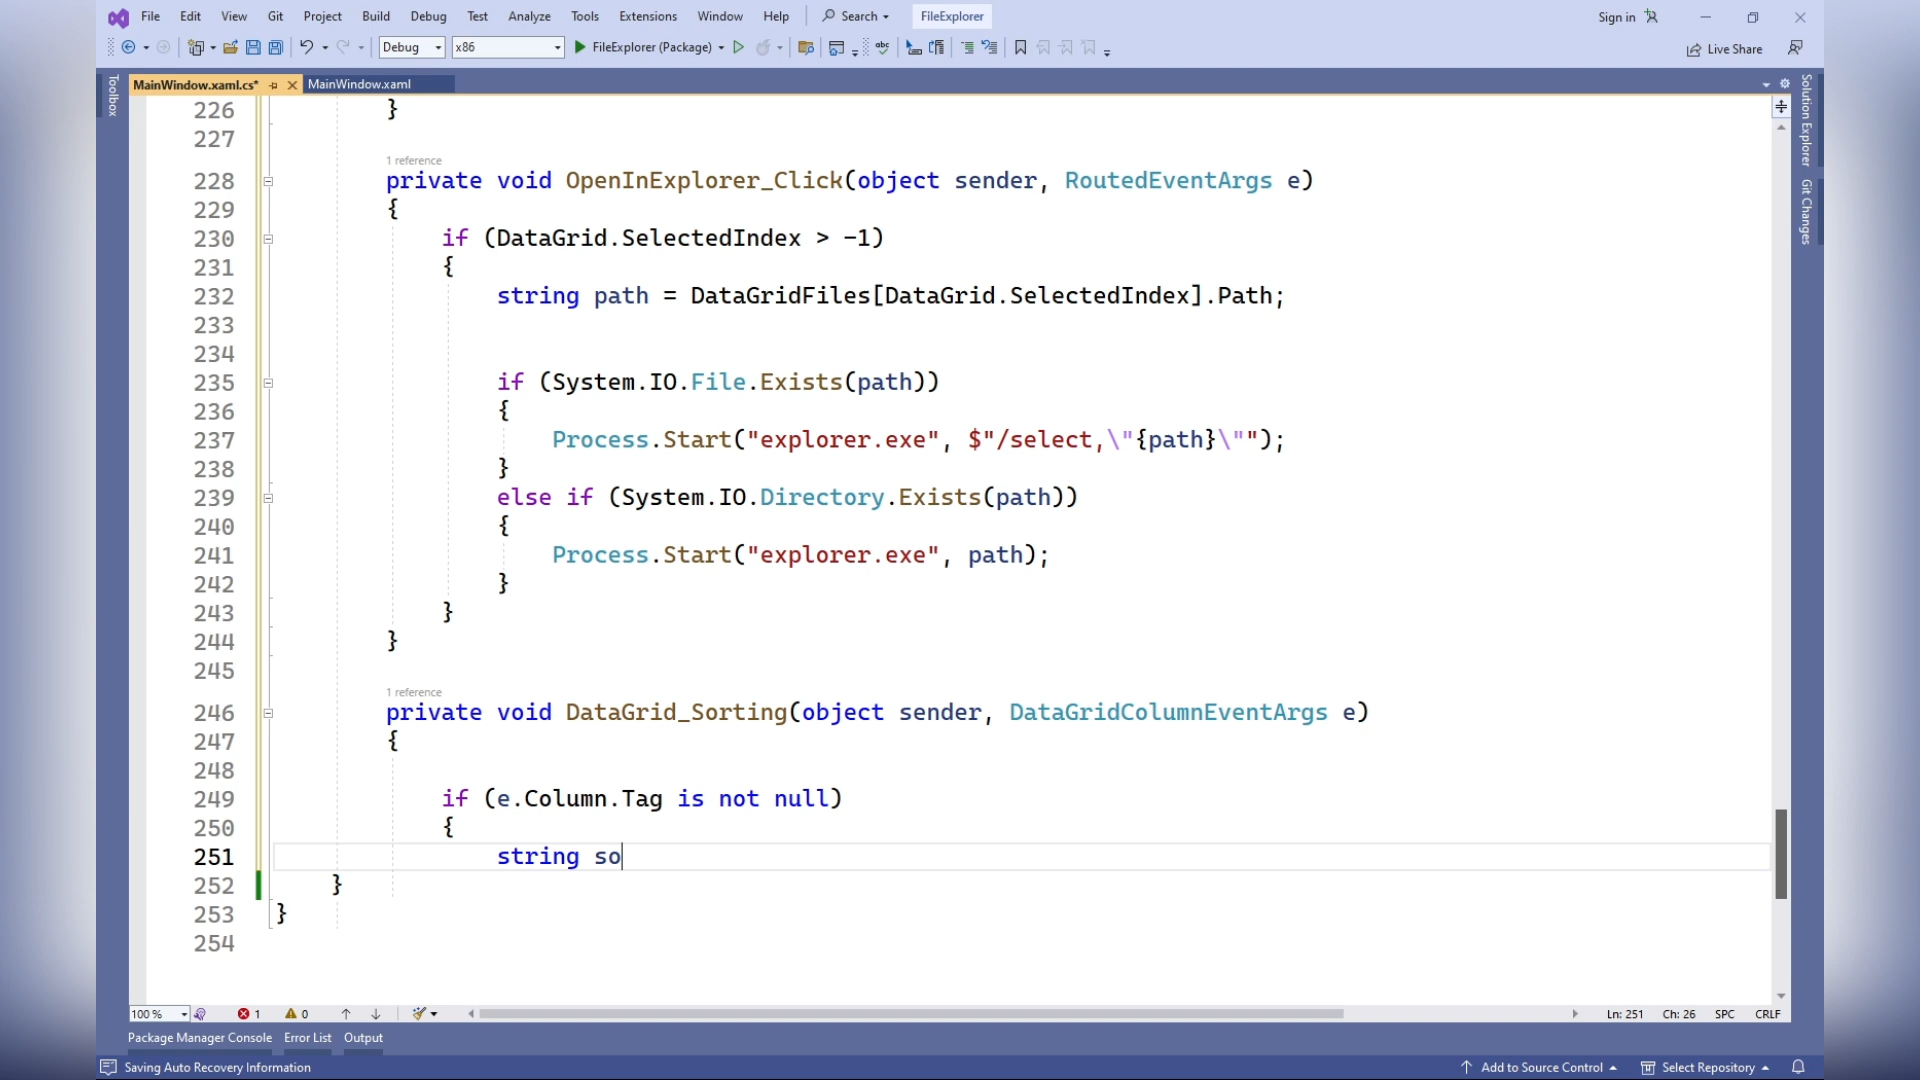 File Edit View Git Project Build Debug Test Analyze Tools Extensions Window Help Search FileExplorer Sign in
Debug x86 FileExplorer (Package) Live Share
Toolbox
MainWindow.xaml.cs* MainWindow.xaml
Solution Explorer
Git Changes
226 }
227
1 reference
228 private void OpenInExplorer_Click(object sender, RoutedEventArgs e)
229 {
230 if (DataGrid.SelectedIndex > -1)
231 {
232 string path = DataGridFiles[DataGrid.SelectedIndex].Path;
233
234
235 if (System.IO.File.Exists(path))
236 {
237 Process.Start("explorer.exe", $"/select,\"{path}\"");
238 }
239 else if (System.IO.Directory.Exists(path))
240 {
241 Process.Start("explorer.exe", path);
242 }
243 }
244 }
245
1 reference
246 private void DataGrid_Sorting(object sender, DataGridColumnEventArgs e)
247 {
248
249 if (e.Column.Tag is not null)
250 {
251 string so
252 }
253 }
254
100 % 1 0 Ln: 251 Ch: 26 SPC CRLF
Package Manager Console Error List Output
Saving Auto Recovery Information Add to Source Control Select Repository